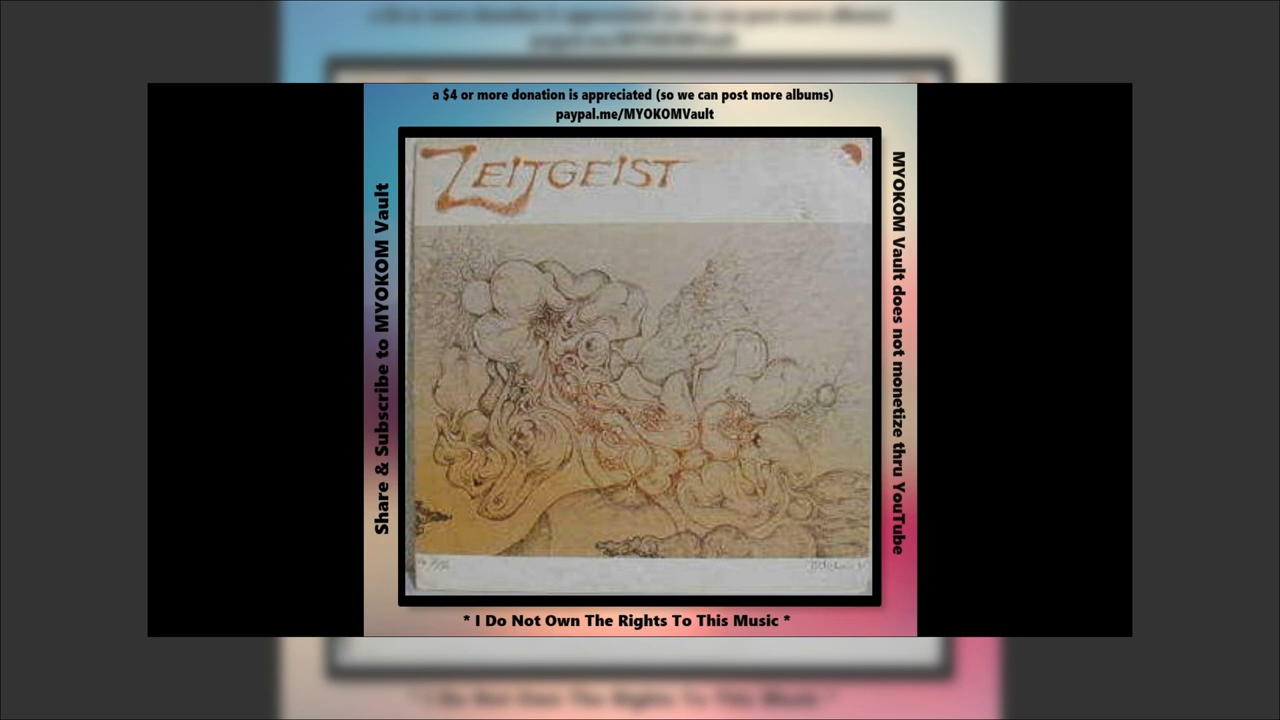 a $4 or more donation is appreciated (so we can post more albums)
paypal.me/MYOKOMVault
Share & Subscribe to MYOKOM Vault
ZEITGEIST
MYOKOM Vault does not monetize thru YouTube
* I Do Not Own The Rights To This Music *